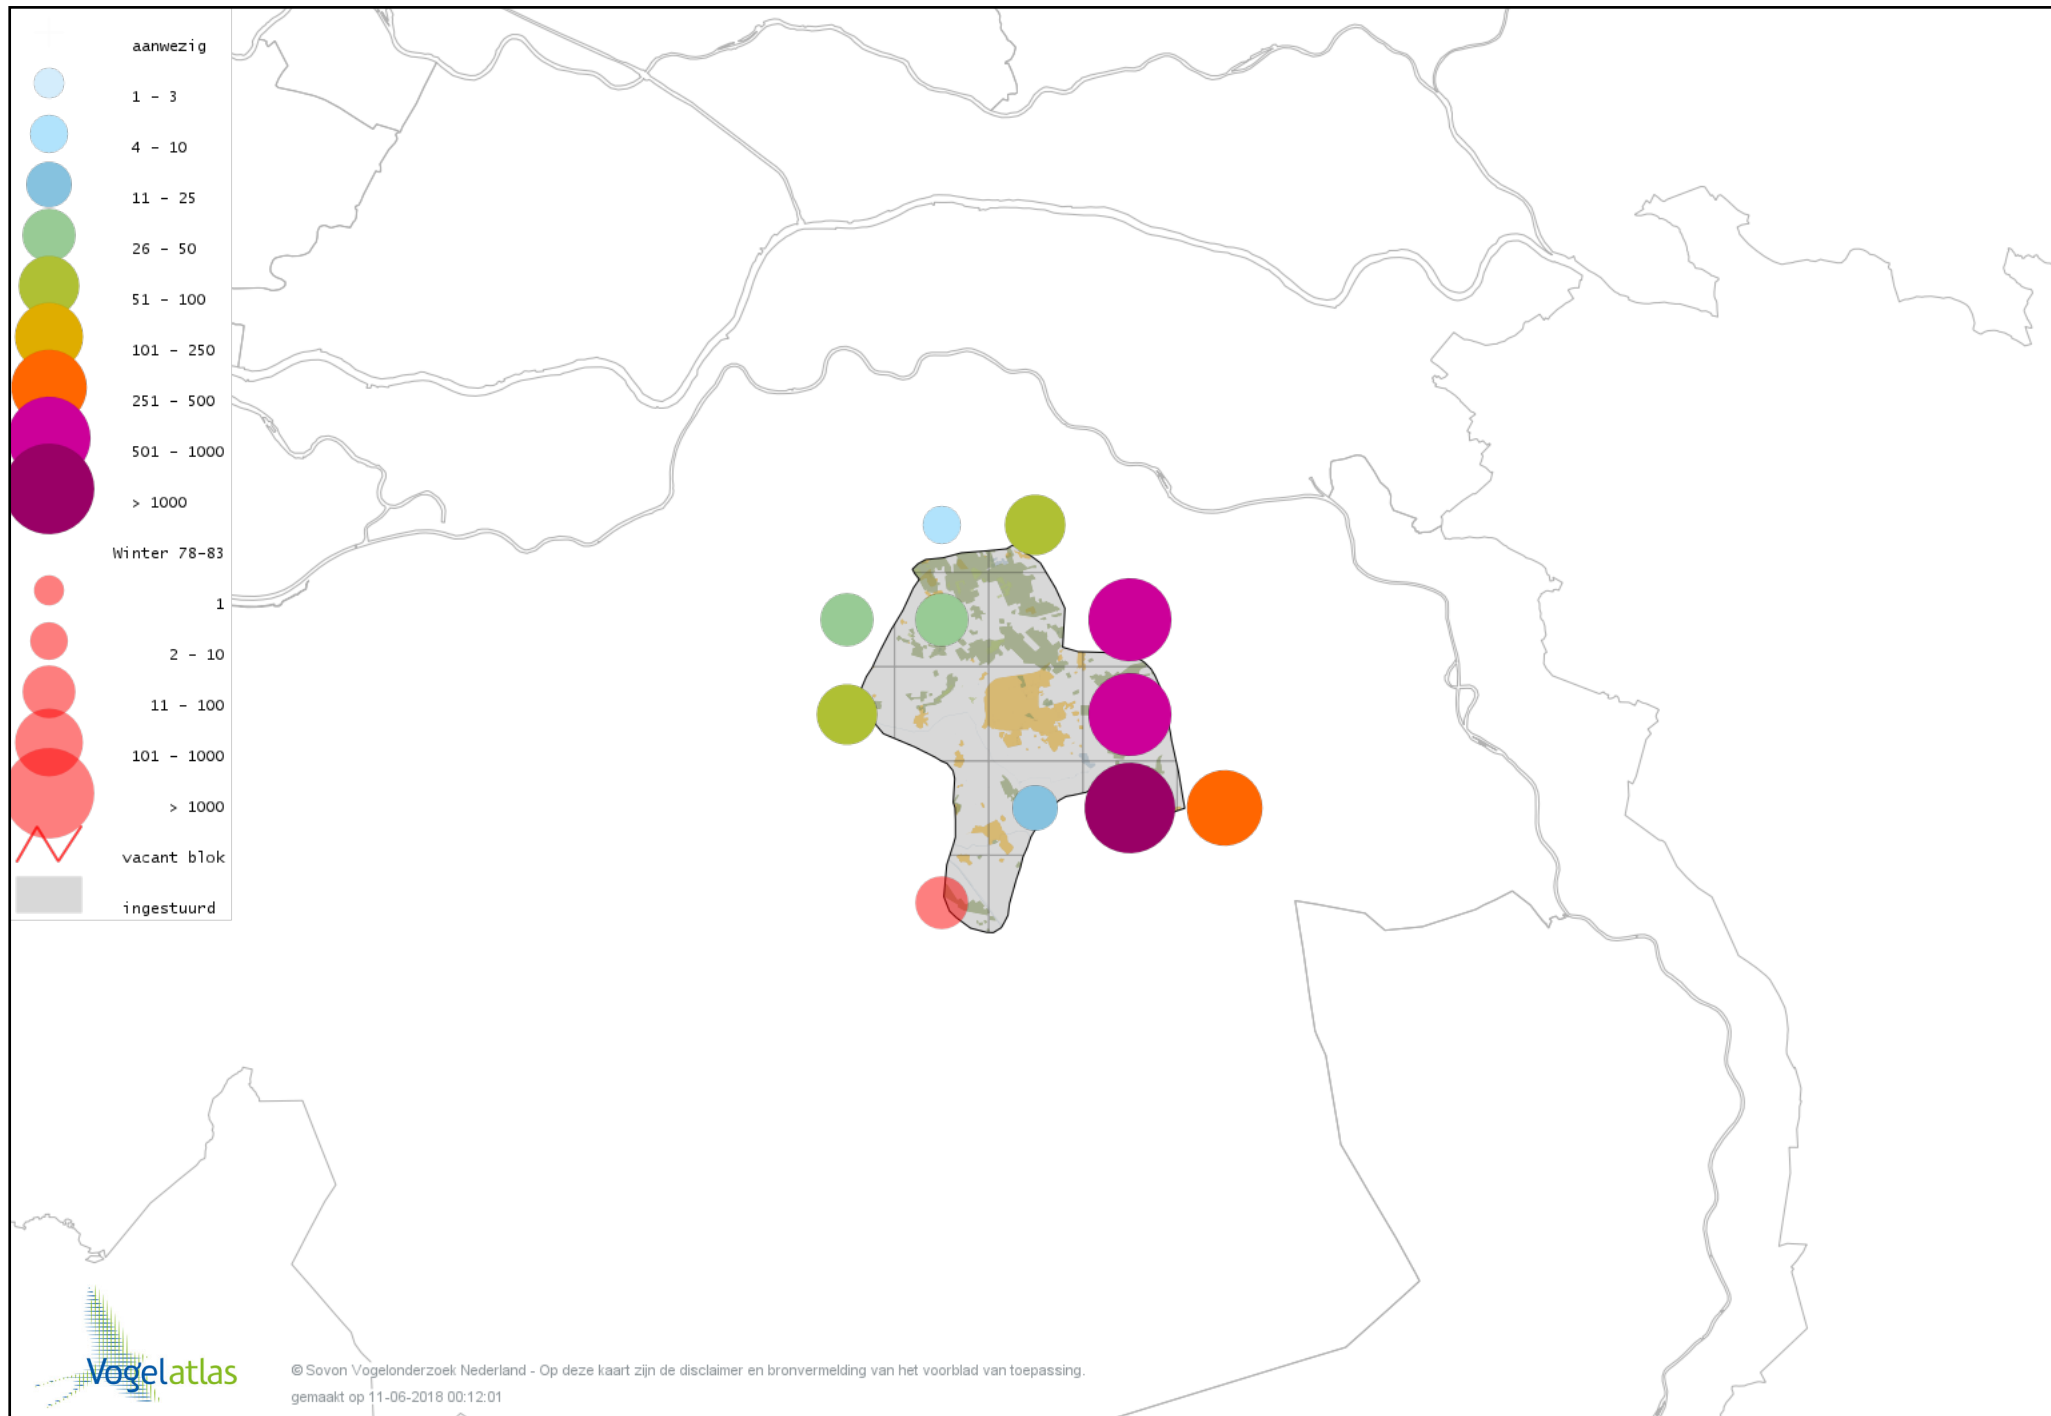 aanwezig
1 - 3
4 - 10
11 - 25
26 - 50
51 - 100
101 - 250
251 - 500
501 - 1000
> 1000
Winter 78-83
1
2 - 10
11 - 100
101 - 1000
> 1000
vacant blok
ingestuurd
Vogelatlas
© Sovon Vogelonderzoek Nederland - Op deze kaart zijn de disclaimer en bronvermelding van het voorblad van toepassing.
gemaakt op 11-06-2018 00:12:01